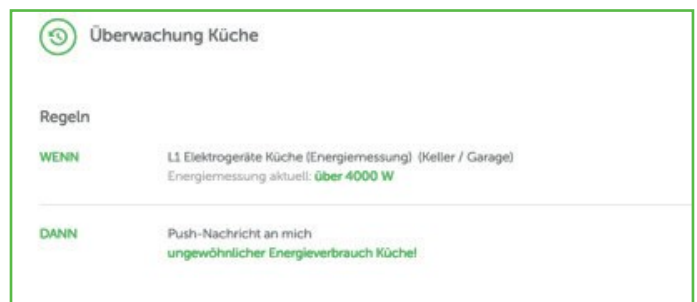 Überwachung Küche
Regeln
WENN
L1 Elektrogeräte Küche (Energiemessung) (Keller / Garage)
Energiemessung aktuell: über 4000 W
DANN
Push-Nachricht an mich
ungewöhnlicher Energieverbrauch Küche!